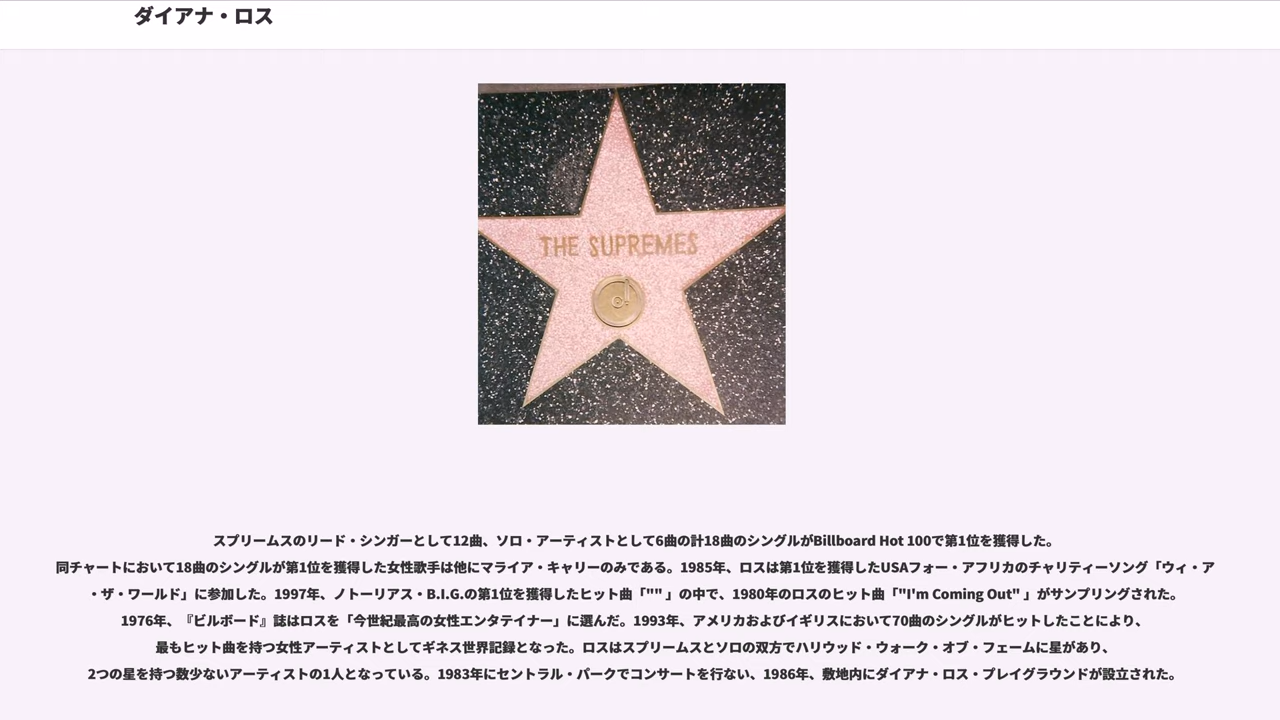 ダイアナ・ロス
THE SUPREMES
スプリームスのリード・シンガーとして12曲、ソロ・アーティストとして6曲の計18曲のシングルがBillboard Hot 100で第1位を獲得した。
同チャートにおいて18曲のシングルが第1位を獲得した女性歌手は他にマライア・キャリーのみである。1985年、ロスは第1位を獲得したUSAフォー・アフリカのチャリティーソング「ウィ・ア
・ザ・ワールド」に参加した。1997年、ノトーリアス・B.I.G.の第1位を獲得したヒット曲「"" 」の中で、1980年のロスのヒット曲「"I'm Coming Out" 」がサンプリングされた。
1976年、『ビルボード』誌はロスを「今世紀最高の女性エンタテイナー」に選んだ。1993年、アメリカおよびイギリスにおいて70曲のシングルがヒットしたことにより、
最もヒット曲を持つ女性アーティストとしてギネス世界記録となった。ロスはスプリームスとソロの双方でハリウッド・ウォーク・オブ・フェームに星があり、
2つの星を持つ数少ないアーティストの1人となっている。1983年にセントラル・パークでコンサートを行ない、1986年、敷地内にダイアナ・ロス・プレイグラウンドが設立された。